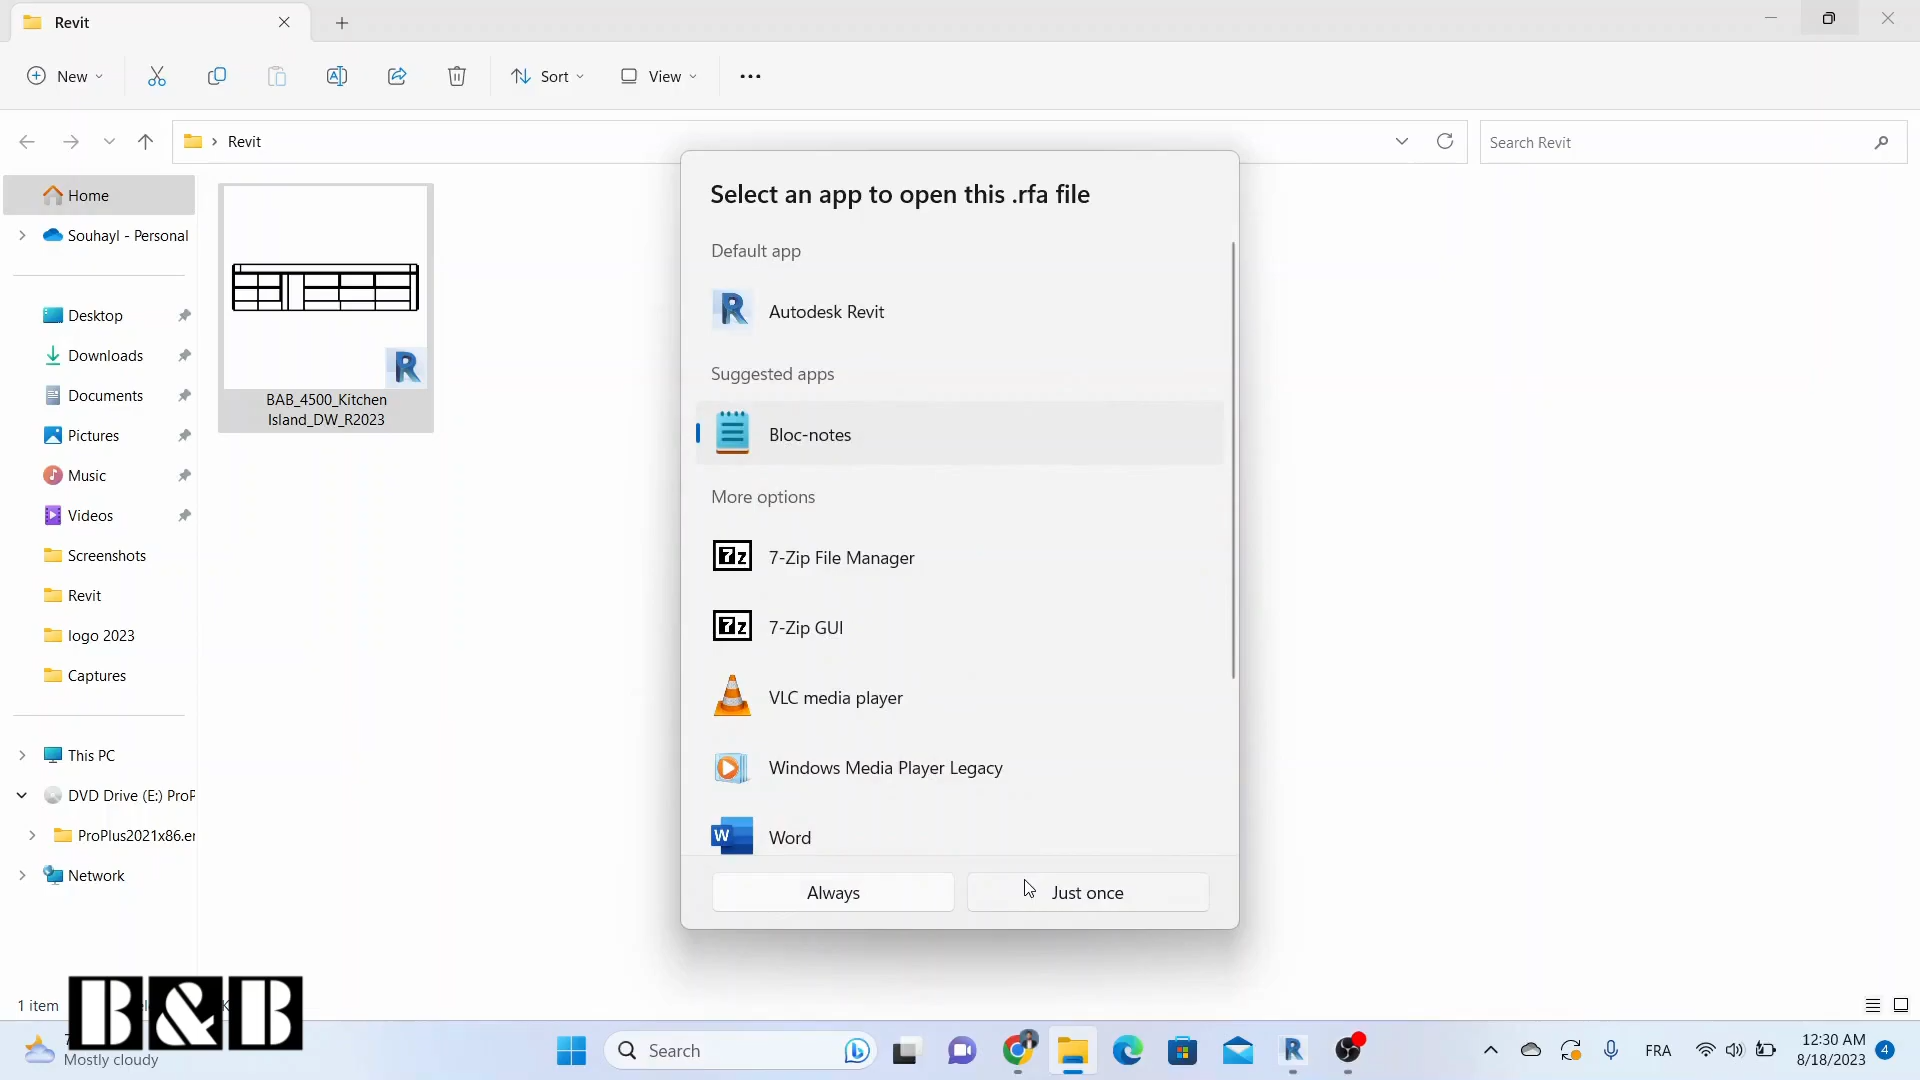 Revit
New
Sort
View
Revit
Search Revit
Home
Souhayl - Personal
Desktop
Downloads
Documents
Pictures
Music
Videos
Screenshots
Revit
logo 2023
Captures
This PC
DVD Drive (E:) ProP
ProPlus2021x86.er
Network
BAB_4500_Kitchen
Island_DW_R2023
Select an app to open this .rfa file
Default app
Autodesk Revit
Suggested apps
Bloc-notes
More options
7-Zip File Manager
7-Zip GUI
VLC media player
Windows Media Player Legacy
Word
Always
Just once
1 item
B&B
Mostly cloudy
Search
FRA
12:30 AM
8/18/2023
4